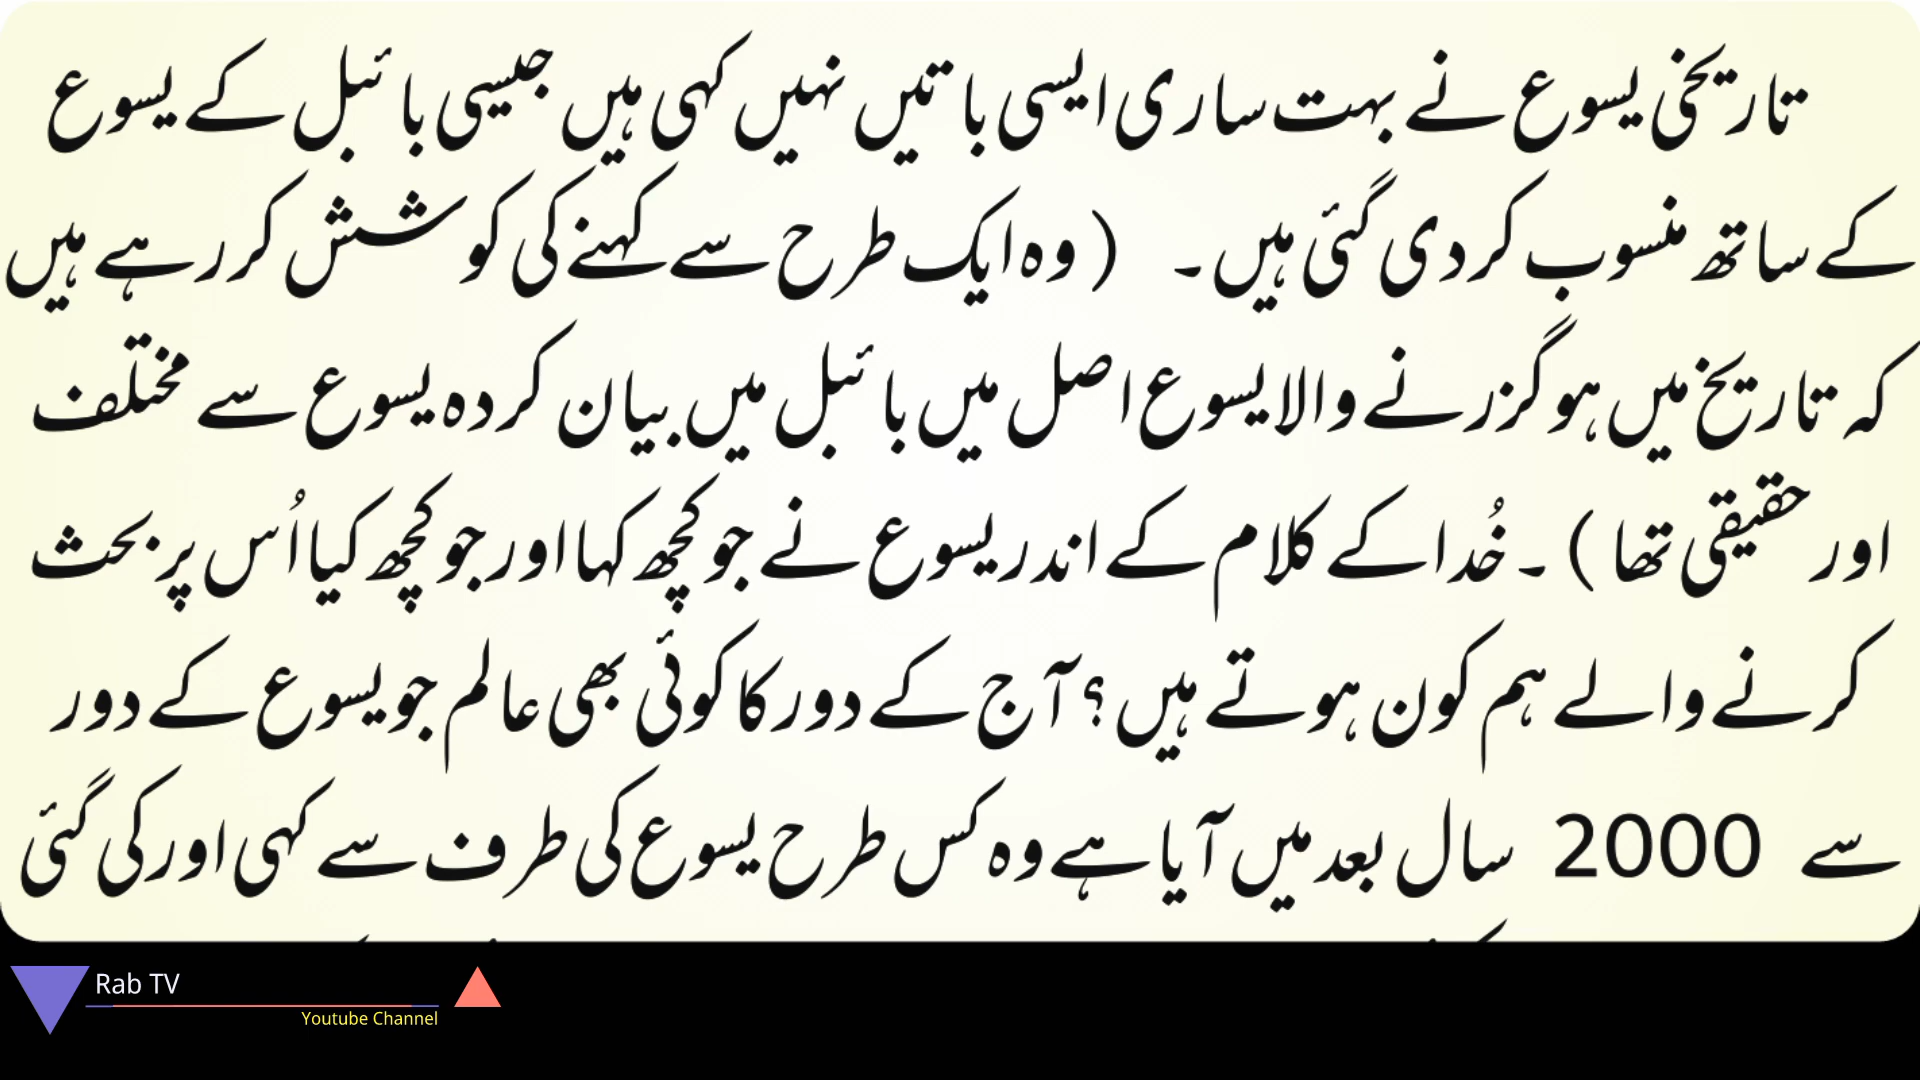 تاریخی یسوع نے بہت ساری ایسی باتیں نہیں کہی ہیں جیسی بائبل کے یسوع
کے ساتھ منسوب کر دی گئی ہیں۔ ( وہ ایک طرح سے کہنے کی کوشش کر رہے ہیں
کہ تاریخ میں ہو گزرنے والا یسوع اصل میں بائبل میں بیان کردہ یسوع سے مختلف
اور حقیقی تھا )۔ خُدا کے کلام کے اندر یسوع نے جو کچھ کہا اور جو کچھ کیا اُس پر بحث
کرنے والے ہم کون ہوتے ہیں؟ آج کے دور کا کوئی بھی عالم جو یسوع کے دور
سے 2000 سال بعد میں آیا ہے وہ کس طرح یسوع کی طرف سے کہی اور کی گئی
Rab TV
Youtube Channel